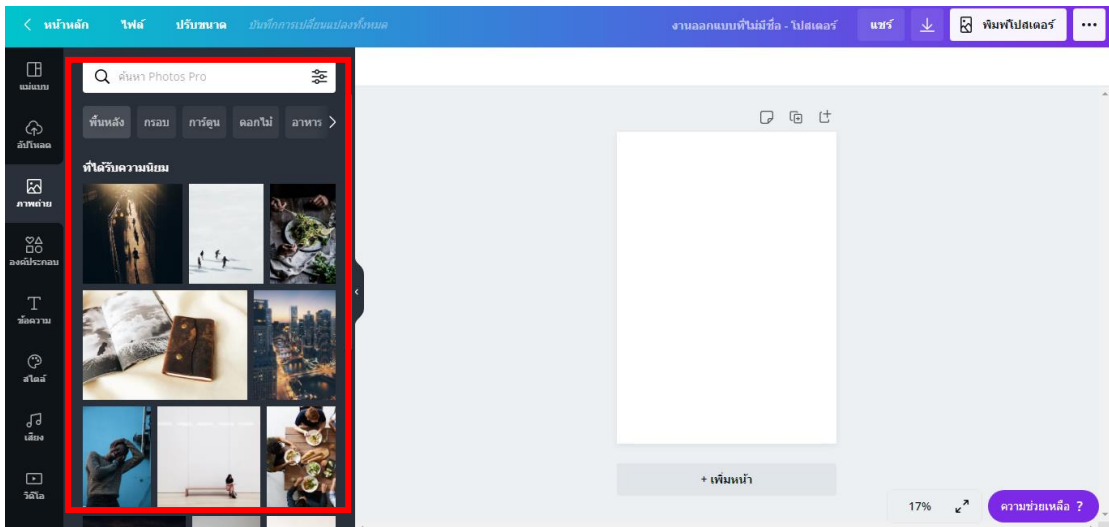 หน้าหลัก ไฟล์ ปรับขนาด บันทึกการเปลี่ยนแปลงทั้งหมด งานออกแบบที่ไม่มีชื่อ - โปสเตอร์ แชร์ พิมพ์โปสเตอร์
แม่แบบ
อัปโหลด
ภาพถ่าย
องค์ประกอบ
ข้อความ
สไตล์
เสียง
วิดีโอ
ค้นหา Photos Pro
พื้นหลัง กรอบ การ์ตูน ดอกไม้ อาหาร
ที่ได้รับความนิยม
+ เพิ่มหน้า
17% ความช่วยเหลือ ?